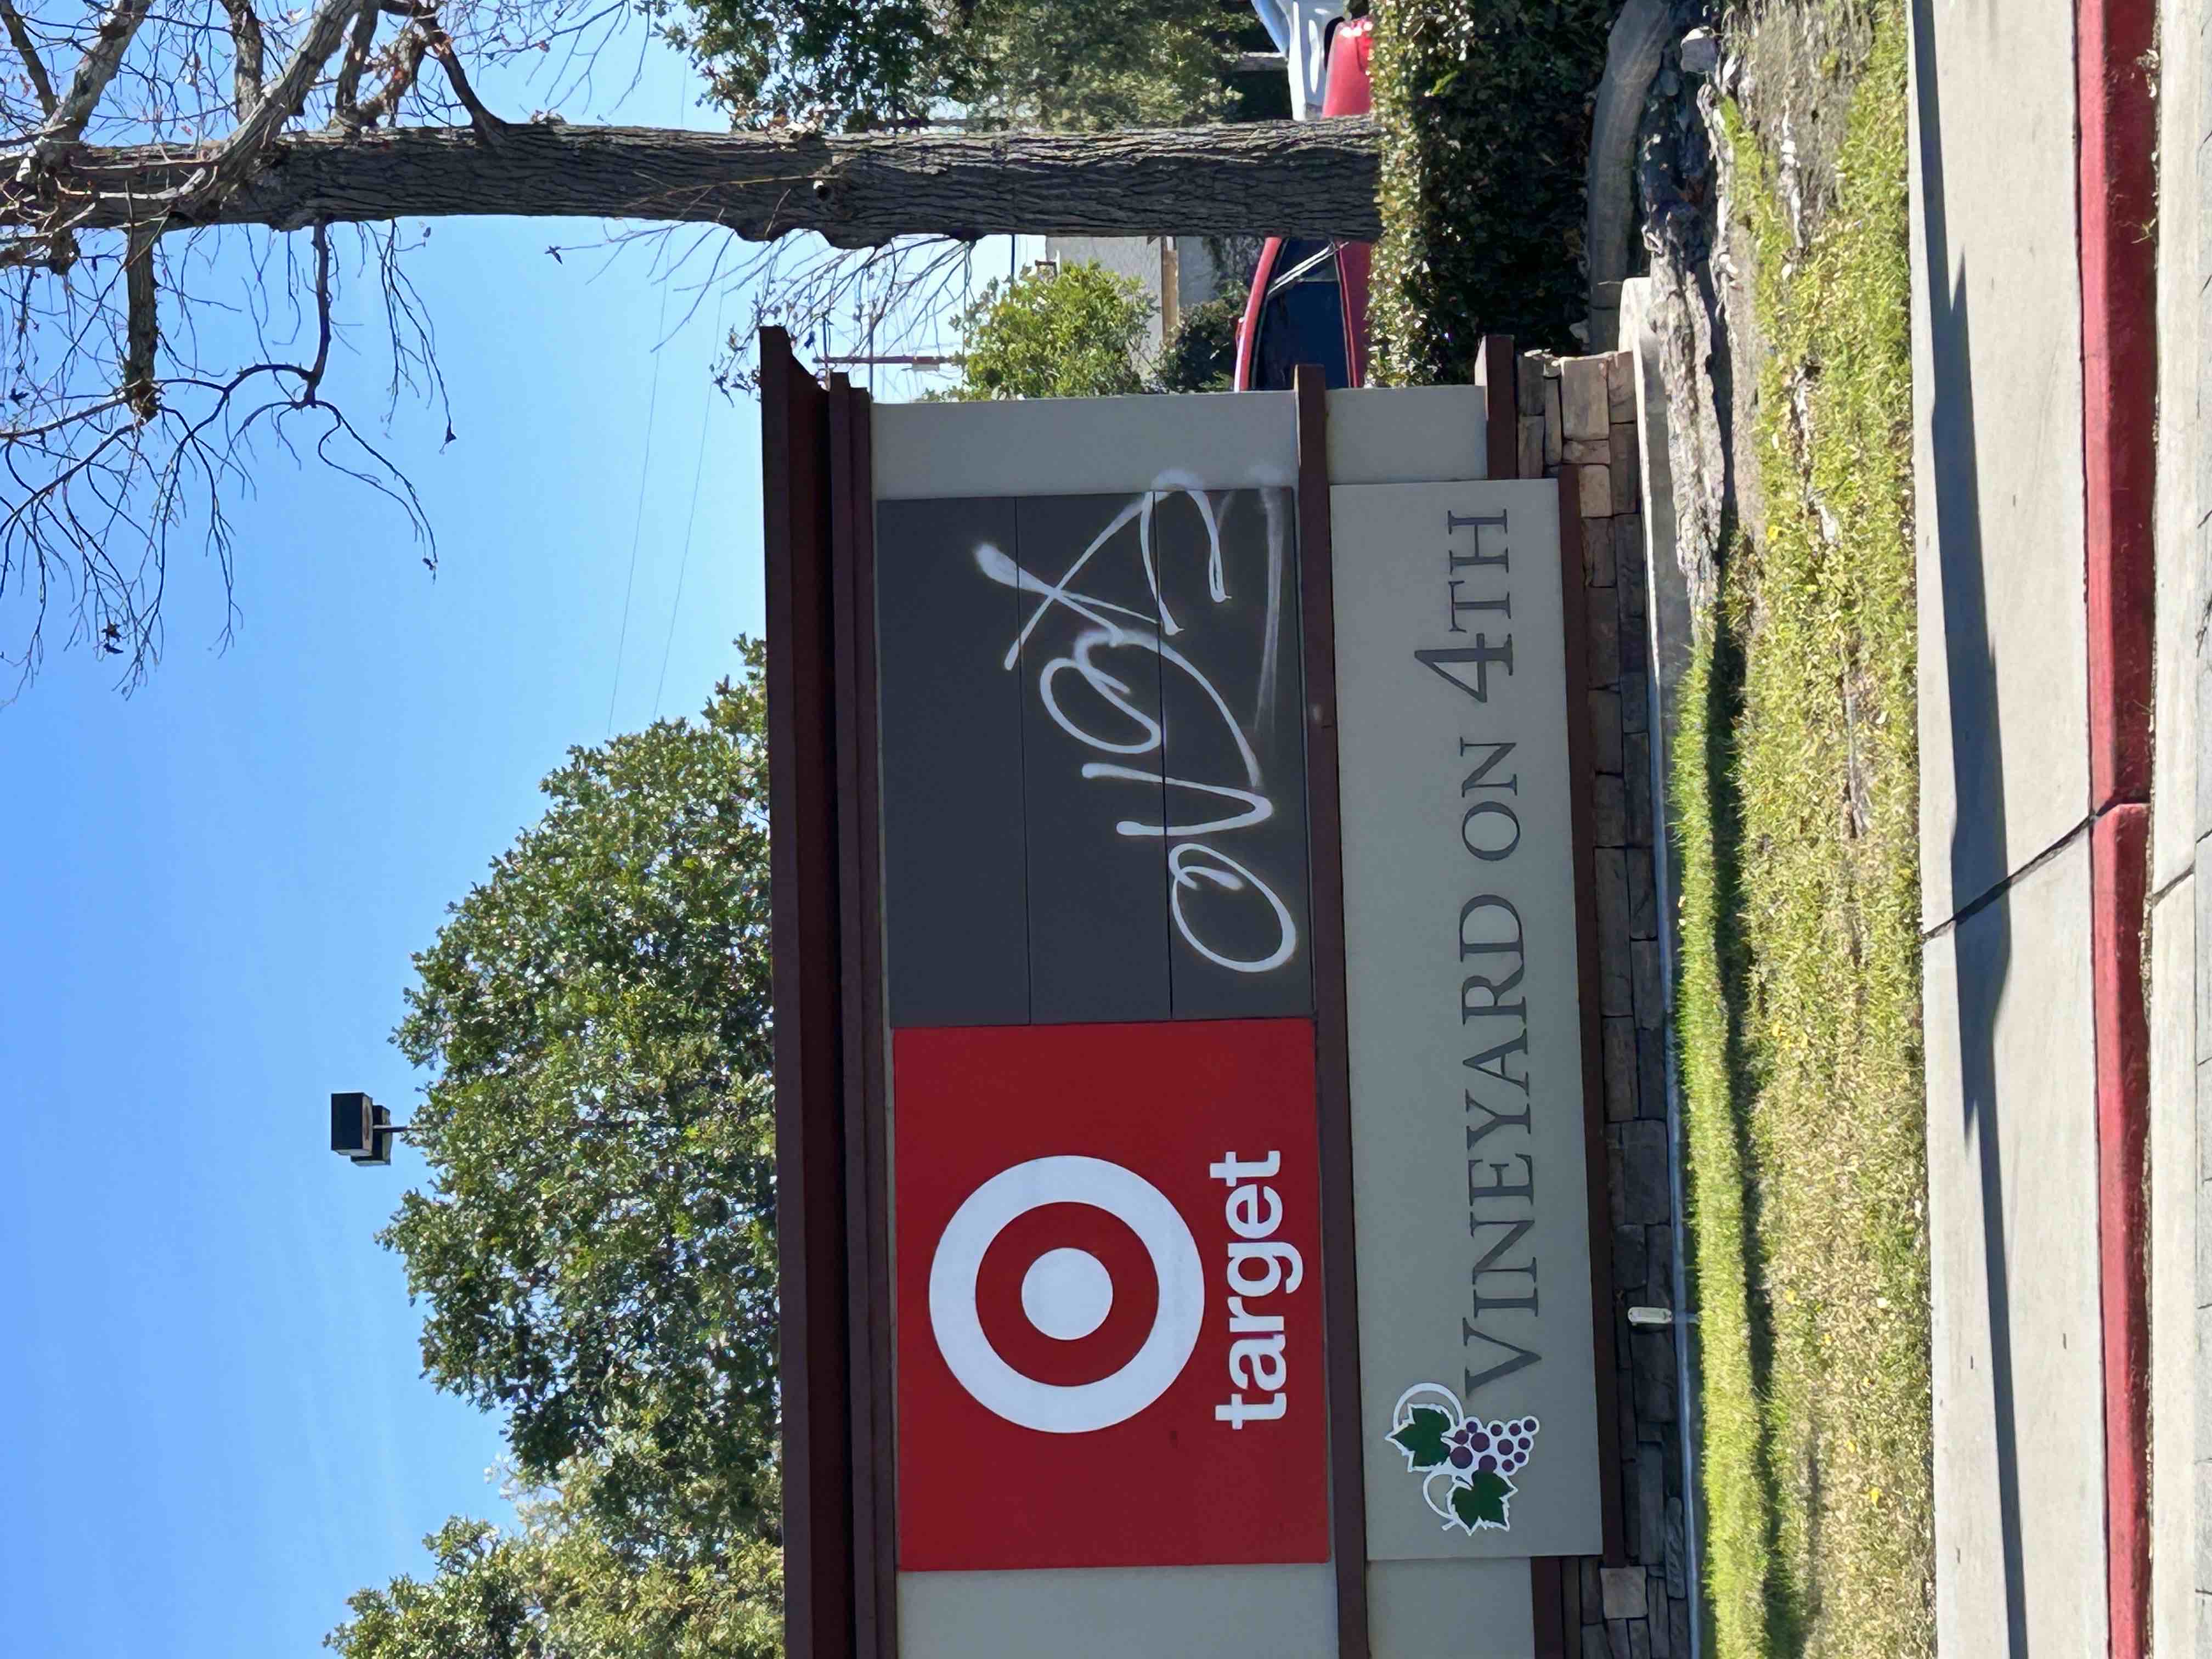 target
VINEYARD ON 4TH